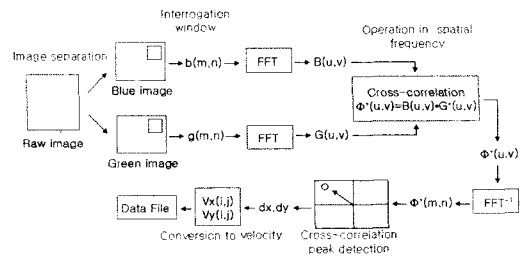 Interrogation
window
Operation in spatial
frequency
Image separation
b(m,n)
FFT
B(u,v)
Blue image
Cross-correlation
Φ*(u,v)=B(u,v)•G*(u,v)
Raw image
g(m,n)
FFT
G(u,v)
Green image
Φ*(u,v)
Data File
Vx(i,j)
Vy(i,j)
dx,dy
Φ*(m,n)
FFT⁻¹
Conversion to velocity
Cross-correlation
peak detection